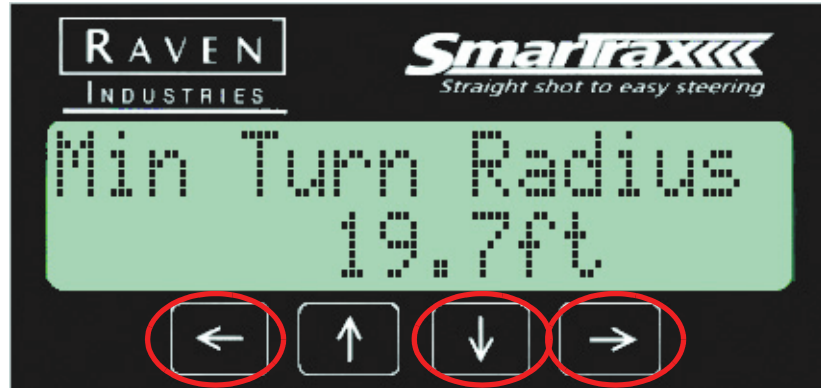 RAVEN
INDUSTRIES
SmarTrax
Straight shot to easy steering
Min Turn Radius
19.7ft
← ↑ ↓ →